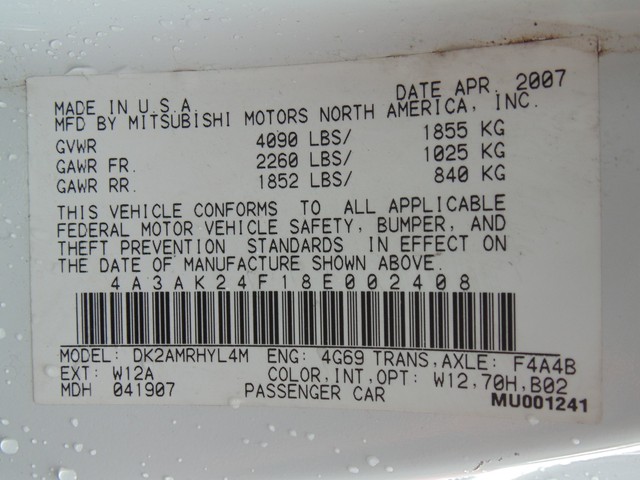 MADE IN U.S.A. DATE APR. 2007
MFD BY MITSUBISHI MOTORS NORTH AMERICA, INC.
GVWR 4090 LBS/ 1855 KG
GAWR FR. 2260 LBS/ 1025 KG
GAWR RR. 1852 LBS/ 840 KG
THIS VEHICLE CONFORMS TO ALL APPLICABLE
FEDERAL MOTOR VEHICLE SAFETY, BUMPER, AND
THEFT PREVENTION STANDARDS IN EFFECT ON
THE DATE OF MANUFACTURE SHOWN ABOVE.
4A3AK24F18E002408
MODEL: DK2AMRHYL4M ENG: 4G69 TRANS,AXLE: F4A4B
EXT: W12A COLOR,INT,OPT: W12,70H,B02
MDH 041907 PASSENGER CAR
MU001241